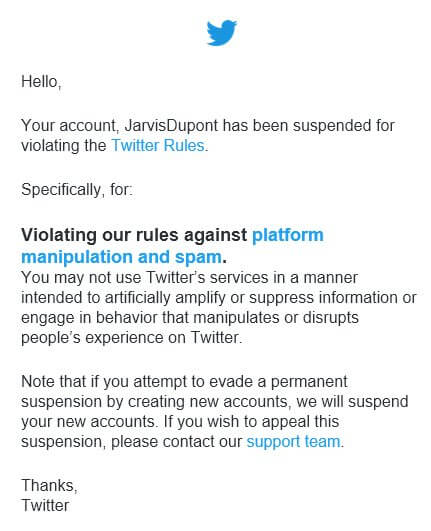 Hello,
Your account, JarvisDupont has been suspended for
violating the Twitter Rules.
Specifically, for:
Violating our rules against platform
manipulation and spam.
You may not use Twitter’s services in a manner
intended to artificially amplify or suppress information or
engage in behavior that manipulates or disrupts
people’s experience on Twitter.
Note that if you attempt to evade a permanent
suspension by creating new accounts, we will suspend
your new accounts. If you wish to appeal this
suspension, please contact our support team.
Thanks,
Twitter